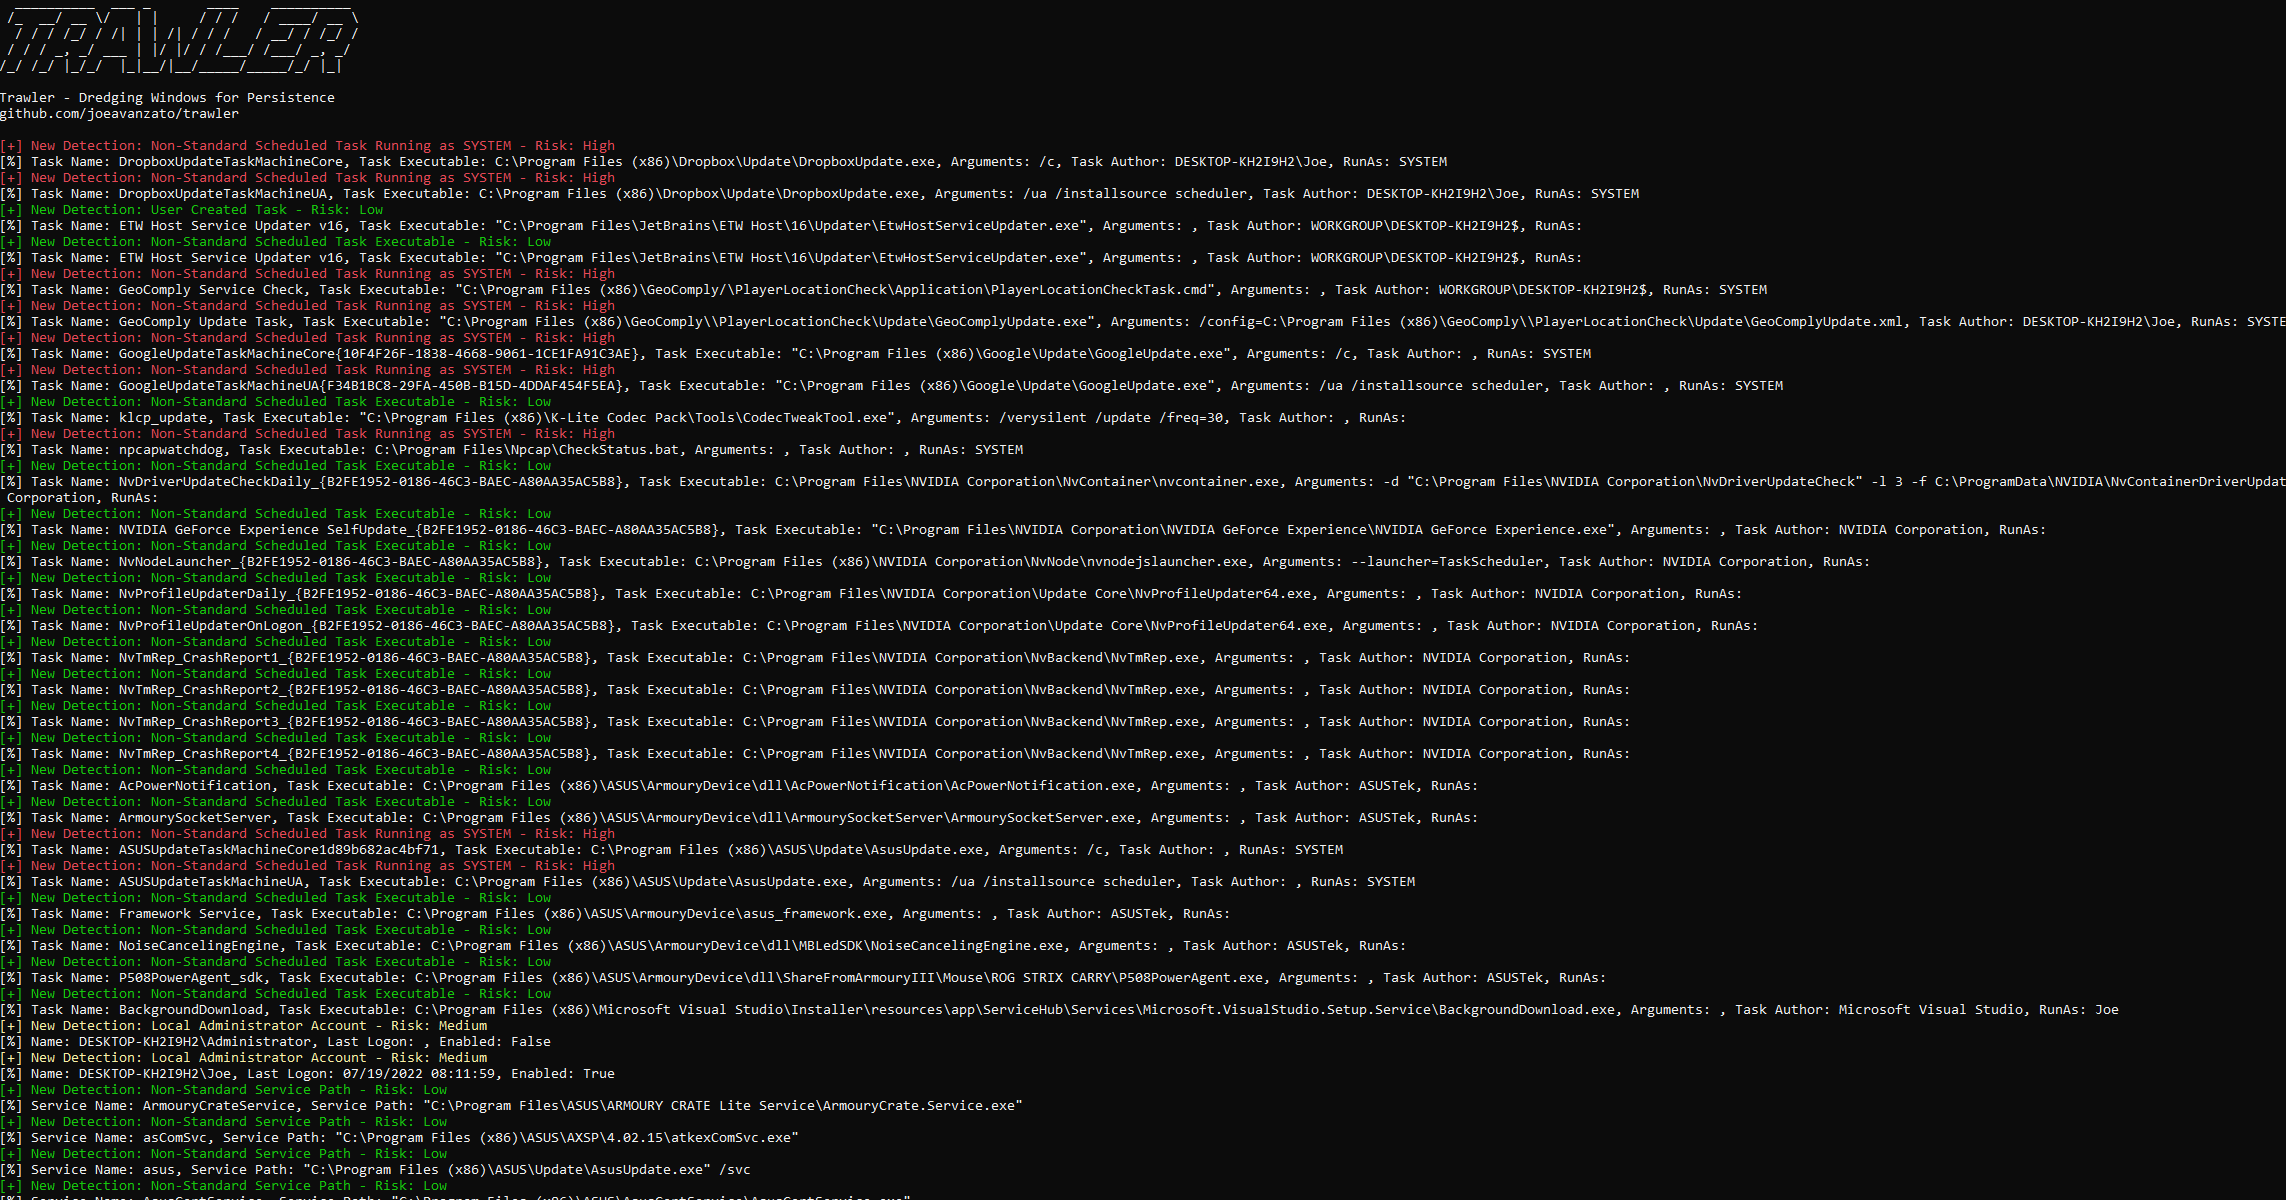 TRAWLER
Trawler - Dredging Windows for Persistence
github.com/joeavanzato/trawler
[+] New Detection: Non-Standard Scheduled Task Running as SYSTEM - Risk: High
[%] Task Name: DropboxUpdateTaskMachineCore, Task Executable: C:\Program Files (x86)\Dropbox\Update\DropboxUpdate.exe, Arguments: /c, Task Author: DESKTOP-KH2I9H2\Joe, RunAs: SYSTEM
[+] New Detection: Non-Standard Scheduled Task Running as SYSTEM - Risk: High
[%] Task Name: DropboxUpdateTaskMachineUA, Task Executable: C:\Program Files (x86)\Dropbox\Update\DropboxUpdate.exe, Arguments: /ua /installsource scheduler, Task Author: DESKTOP-KH2I9H2\Joe, RunAs: SYSTEM
[+] New Detection: User Created Task - Risk: Low
[%] Task Name: ETW Host Service Updater v16, Task Executable: "C:\Program Files\JetBrains\ETW Host\16\Updater\EtwHostServiceUpdater.exe", Arguments: , Task Author: WORKGROUP\DESKTOP-KH2I9H2$, RunAs:
[+] New Detection: Non-Standard Scheduled Task Executable - Risk: Low
[%] Task Name: ETW Host Service Updater v16, Task Executable: "C:\Program Files\JetBrains\ETW Host\16\Updater\EtwHostServiceUpdater.exe", Arguments: , Task Author: WORKGROUP\DESKTOP-KH2I9H2$, RunAs:
[+] New Detection: Non-Standard Scheduled Task Running as SYSTEM - Risk: High
[%] Task Name: GeoComply Service Check, Task Executable: "C:\Program Files (x86)\GeoComply/\PlayerLocationCheck\Application\PlayerLocationCheckTask.cmd", Arguments: , Task Author: WORKGROUP\DESKTOP-KH2I9H2$, RunAs: SYSTEM
[+] New Detection: Non-Standard Scheduled Task Running as SYSTEM - Risk: High
[%] Task Name: GeoComply Update Task, Task Executable: "C:\Program Files (x86)\GeoComply\\PlayerLocationCheck\Update\GeoComplyUpdate.exe", Arguments: /config=C:\Program Files (x86)\GeoComply\\PlayerLocationCheck\Update\GeoComplyUpdate.xml, Task Author: DESKTOP-KH2I9H2\Joe, RunAs: SYSTE
[+] New Detection: Non-Standard Scheduled Task Running as SYSTEM - Risk: High
[%] Task Name: GoogleUpdateTaskMachineCore{10F4F26F-1838-4668-9061-1CE1FA91C3AE}, Task Executable: "C:\Program Files (x86)\Google\Update\GoogleUpdate.exe", Arguments: /c, Task Author: , RunAs: SYSTEM
[+] New Detection: Non-Standard Scheduled Task Running as SYSTEM - Risk: High
[%] Task Name: GoogleUpdateTaskMachineUA{F34B1BC8-29FA-450B-B15D-4DDAF454F5EA}, Task Executable: "C:\Program Files (x86)\Google\Update\GoogleUpdate.exe", Arguments: /ua /installsource scheduler, Task Author: , RunAs: SYSTEM
[+] New Detection: Non-Standard Scheduled Task Executable - Risk: Low
[%] Task Name: klcp_update, Task Executable: "C:\Program Files (x86)\K-Lite Codec Pack\Tools\CodecTweakTool.exe", Arguments: /verysilent /update /freq=30, Task Author: , RunAs:
[+] New Detection: Non-Standard Scheduled Task Running as SYSTEM - Risk: High
[%] Task Name: npcapwatchdog, Task Executable: C:\Program Files\Npcap\CheckStatus.bat, Arguments: , Task Author: , RunAs: SYSTEM
[+] New Detection: Non-Standard Scheduled Task Executable - Risk: Low
[%] Task Name: NvDriverUpdateCheckDaily_{B2FE1952-0186-46C3-BAEC-A80AA35AC5B8}, Task Executable: C:\Program Files\NVIDIA Corporation\NvContainer\nvcontainer.exe, Arguments: -d "C:\Program Files\NVIDIA Corporation\NvDriverUpdateCheck" -l 3 -f C:\ProgramData\NVIDIA\NvContainerDriverUpdat
Corporation, RunAs:
[+] New Detection: Non-Standard Scheduled Task Executable - Risk: Low
[%] Task Name: NVIDIA GeForce Experience SelfUpdate_{B2FE1952-0186-46C3-BAEC-A80AA35AC5B8}, Task Executable: "C:\Program Files\NVIDIA Corporation\NVIDIA GeForce Experience\NVIDIA GeForce Experience.exe", Arguments: , Task Author: NVIDIA Corporation, RunAs:
[+] New Detection: Non-Standard Scheduled Task Executable - Risk: Low
[%] Task Name: NvNodeLauncher_{B2FE1952-0186-46C3-BAEC-A80AA35AC5B8}, Task Executable: C:\Program Files (x86)\NVIDIA Corporation\NvNode\nvnodejslauncher.exe, Arguments: --launcher=TaskScheduler, Task Author: NVIDIA Corporation, RunAs:
[+] New Detection: Non-Standard Scheduled Task Executable - Risk: Low
[%] Task Name: NvProfileUpdaterDaily_{B2FE1952-0186-46C3-BAEC-A80AA35AC5B8}, Task Executable: C:\Program Files\NVIDIA Corporation\Update Core\NvProfileUpdater64.exe, Arguments: , Task Author: NVIDIA Corporation, RunAs:
[+] New Detection: Non-Standard Scheduled Task Executable - Risk: Low
[%] Task Name: NvProfileUpdaterOnLogon_{B2FE1952-0186-46C3-BAEC-A80AA35AC5B8}, Task Executable: C:\Program Files\NVIDIA Corporation\Update Core\NvProfileUpdater64.exe, Arguments: , Task Author: NVIDIA Corporation, RunAs:
[+] New Detection: Non-Standard Scheduled Task Executable - Risk: Low
[%] Task Name: NvTmRep_CrashReport1_{B2FE1952-0186-46C3-BAEC-A80AA35AC5B8}, Task Executable: C:\Program Files\NVIDIA Corporation\NvBackend\NvTmRep.exe, Arguments: , Task Author: NVIDIA Corporation, RunAs:
[+] New Detection: Non-Standard Scheduled Task Executable - Risk: Low
[%] Task Name: NvTmRep_CrashReport2_{B2FE1952-0186-46C3-BAEC-A80AA35AC5B8}, Task Executable: C:\Program Files\NVIDIA Corporation\NvBackend\NvTmRep.exe, Arguments: , Task Author: NVIDIA Corporation, RunAs:
[+] New Detection: Non-Standard Scheduled Task Executable - Risk: Low
[%] Task Name: NvTmRep_CrashReport3_{B2FE1952-0186-46C3-BAEC-A80AA35AC5B8}, Task Executable: C:\Program Files\NVIDIA Corporation\NvBackend\NvTmRep.exe, Arguments: , Task Author: NVIDIA Corporation, RunAs:
[+] New Detection: Non-Standard Scheduled Task Executable - Risk: Low
[%] Task Name: NvTmRep_CrashReport4_{B2FE1952-0186-46C3-BAEC-A80AA35AC5B8}, Task Executable: C:\Program Files\NVIDIA Corporation\NvBackend\NvTmRep.exe, Arguments: , Task Author: NVIDIA Corporation, RunAs:
[+] New Detection: Non-Standard Scheduled Task Executable - Risk: Low
[%] Task Name: AcPowerNotification, Task Executable: C:\Program Files (x86)\ASUS\ArmouryDevice\dll\AcPowerNotification\AcPowerNotification.exe, Arguments: , Task Author: ASUSTek, RunAs:
[+] New Detection: Non-Standard Scheduled Task Executable - Risk: Low
[%] Task Name: ArmourySocketServer, Task Executable: C:\Program Files (x86)\ASUS\ArmouryDevice\dll\ArmourySocketServer\ArmourySocketServer.exe, Arguments: , Task Author: ASUSTek, RunAs:
[+] New Detection: Non-Standard Scheduled Task Running as SYSTEM - Risk: High
[%] Task Name: ASUSUpdateTaskMachineCore1d89b682ac4bf71, Task Executable: C:\Program Files (x86)\ASUS\Update\AsusUpdate.exe, Arguments: /c, Task Author: , RunAs: SYSTEM
[+] New Detection: Non-Standard Scheduled Task Running as SYSTEM - Risk: High
[%] Task Name: ASUSUpdateTaskMachineUA, Task Executable: C:\Program Files (x86)\ASUS\Update\AsusUpdate.exe, Arguments: /ua /installsource scheduler, Task Author: , RunAs: SYSTEM
[+] New Detection: Non-Standard Scheduled Task Executable - Risk: Low
[%] Task Name: Framework Service, Task Executable: C:\Program Files (x86)\ASUS\ArmouryDevice\asus_framework.exe, Arguments: , Task Author: ASUSTek, RunAs:
[+] New Detection: Non-Standard Scheduled Task Executable - Risk: Low
[%] Task Name: NoiseCancelingEngine, Task Executable: C:\Program Files (x86)\ASUS\ArmouryDevice\dll\MBLedSDK\NoiseCancelingEngine.exe, Arguments: , Task Author: ASUSTek, RunAs:
[+] New Detection: Non-Standard Scheduled Task Executable - Risk: Low
[%] Task Name: P508PowerAgent_sdk, Task Executable: C:\Program Files (x86)\ASUS\ArmouryDevice\dll\ShareFromArmouryIII\Mouse\ROG STRIX CARRY\P508PowerAgent.exe, Arguments: , Task Author: ASUSTek, RunAs:
[+] New Detection: Non-Standard Scheduled Task Executable - Risk: Low
[%] Task Name: BackgroundDownload, Task Executable: C:\Program Files (x86)\Microsoft Visual Studio\Installer\resources\app\ServiceHub\Services\Microsoft.VisualStudio.Setup.Service\BackgroundDownload.exe, Arguments: , Task Author: Microsoft Visual Studio, RunAs: Joe
[+] New Detection: Local Administrator Account - Risk: Medium
[%] Name: DESKTOP-KH2I9H2\Administrator, Last Logon: , Enabled: False
[+] New Detection: Local Administrator Account - Risk: Medium
[%] Name: DESKTOP-KH2I9H2\Joe, Last Logon: 07/19/2022 08:11:59, Enabled: True
[+] New Detection: Non-Standard Service Path - Risk: Low
[%] Service Name: ArmouryCrateService, Service Path: "C:\Program Files\ASUS\ARMOURY CRATE Lite Service\ArmouryCrate.Service.exe"
[+] New Detection: Non-Standard Service Path - Risk: Low
[%] Service Name: asComSvc, Service Path: "C:\Program Files (x86)\ASUS\AXSP\4.02.15\atkexComSvc.exe"
[+] New Detection: Non-Standard Service Path - Risk: Low
[%] Service Name: asus, Service Path: "C:\Program Files (x86)\ASUS\Update\AsusUpdate.exe" /svc
[+] New Detection: Non-Standard Service Path - Risk: Low
[%] Service Name: AsusCertService, Service Path: "C:\Program Files (x86)\ASUS\AsusCertService\AsusCertService.exe"